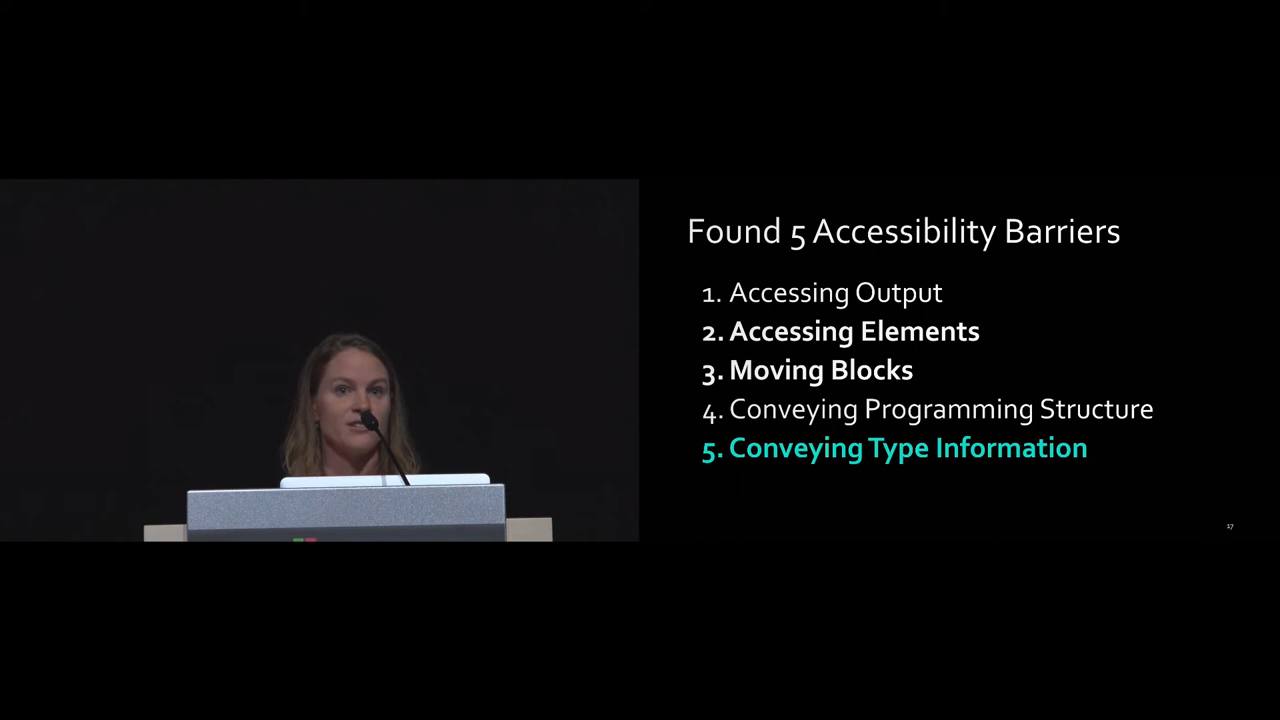 Found 5 Accessibility Barriers
1. Accessing Output
2. Accessing Elements
3. Moving Blocks
4. Conveying Programming Structure
5. Conveying Type Information
17